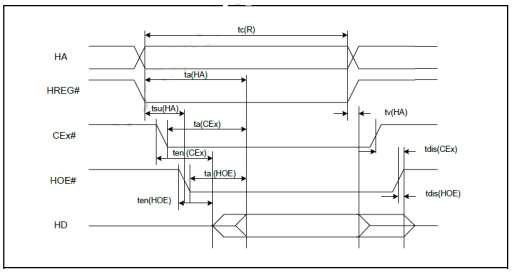 tc(R)
HA
ta(HA)
HREG#
tsu(HA)
ta(CEx)
tv(HA)
CEx#
ten(CEx)
tdis(CEx)
ta(HOE)
HOE#
ten(HOE)
tdis(HOE)
HD